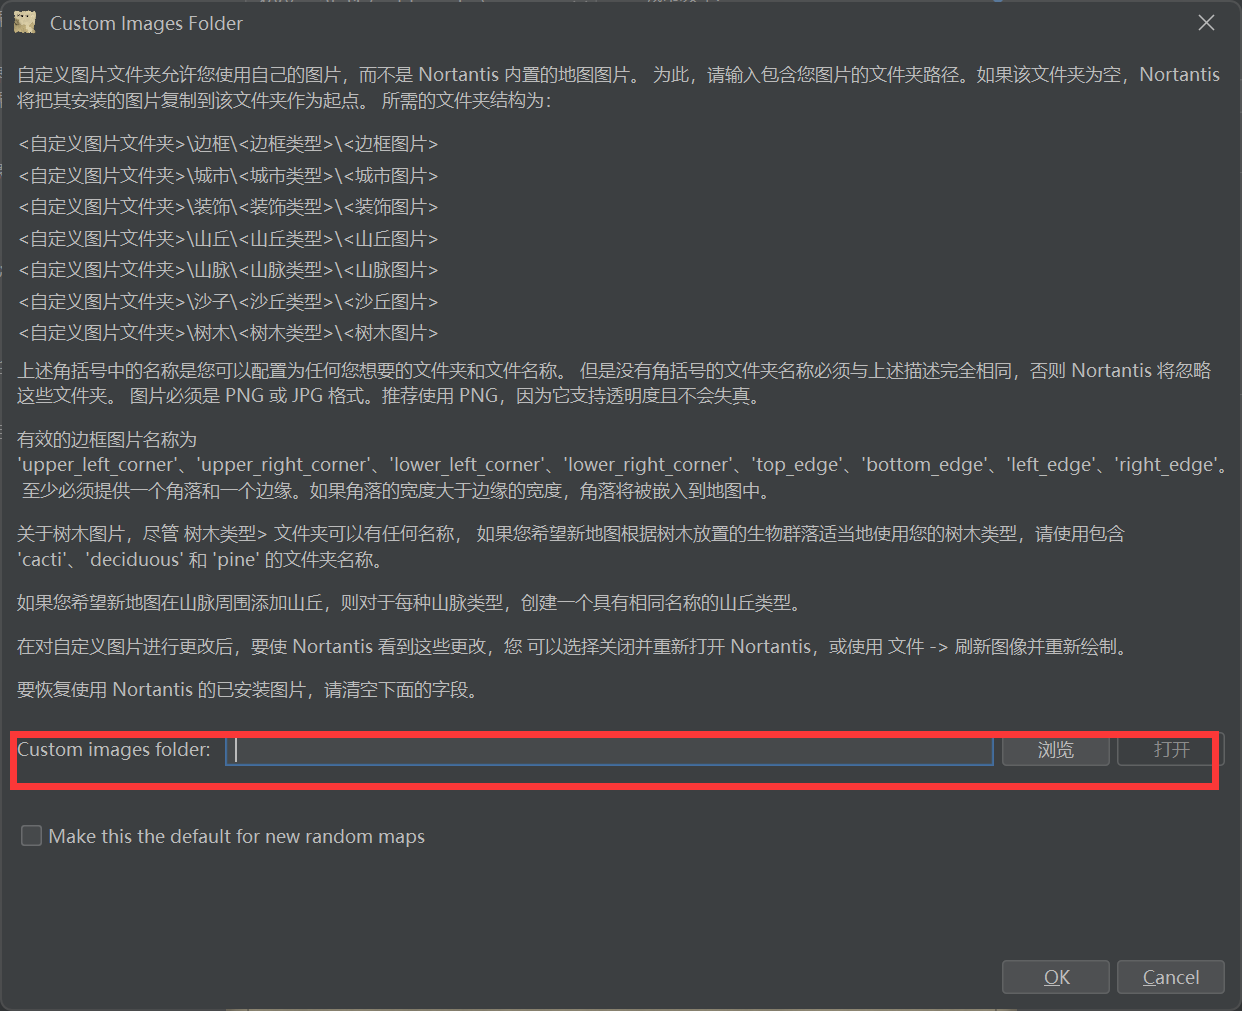 Custom Images Folder
自定义图片文件夹允许您使用自己的图片，而不是 Nortantis 内置的地图图片。 为此，请输入包含您图片的文件夹路径。如果该文件夹为空，Nortantis
将把其安装的图片复制到该文件夹作为起点。 所需的文件夹结构为：
<自定义图片文件夹>\边框\<边框类型>\<边框图片>
<自定义图片文件夹>\城市\<城市类型>\<城市图片>
<自定义图片文件夹>\装饰\<装饰类型>\<装饰图片>
<自定义图片文件夹>\山丘\<山丘类型>\<山丘图片>
<自定义图片文件夹>\山脉\<山脉类型>\<山脉图片>
<自定义图片文件夹>\沙子\<沙丘类型>\<沙丘图片>
<自定义图片文件夹>\树木\<树木类型>\<树木图片>
上述角括号中的名称是您可以配置为任何您想要的文件夹和文件名称。 但是没有角括号的文件夹名称必须与上述描述完全相同，否则 Nortantis 将忽略
这些文件夹。 图片必须是 PNG 或 JPG 格式。推荐使用 PNG，因为它支持透明度且不会失真。
有效的边框图片名称为
'upper_left_corner'、'upper_right_corner'、'lower_left_corner'、'lower_right_corner'、'top_edge'、'bottom_edge'、'left_edge'、'right_edge'。
至少必须提供一个角落和一个边缘。如果角落的宽度大于边缘的宽度，角落将被嵌入到地图中。
关于树木图片，尽管 树木类型> 文件夹可以有任何名称， 如果您希望新地图根据树木放置的生物群落适当地使用您的树木类型，请使用包含
'cacti'、'deciduous' 和 'pine' 的文件夹名称。
如果您希望新地图在山脉周围添加山丘，则对于每种山脉类型，创建一个具有相同名称的山丘类型。
在对自定义图片进行更改后，要使 Nortantis 看到这些更改，您 可以选择关闭并重新打开 Nortantis，或使用 文件 -> 刷新图像并重新绘制。
要恢复使用 Nortantis 的已安装图片，请清空下面的字段。
Custom images folder: 浏览 打开
Make this the default for new random maps
OK Cancel